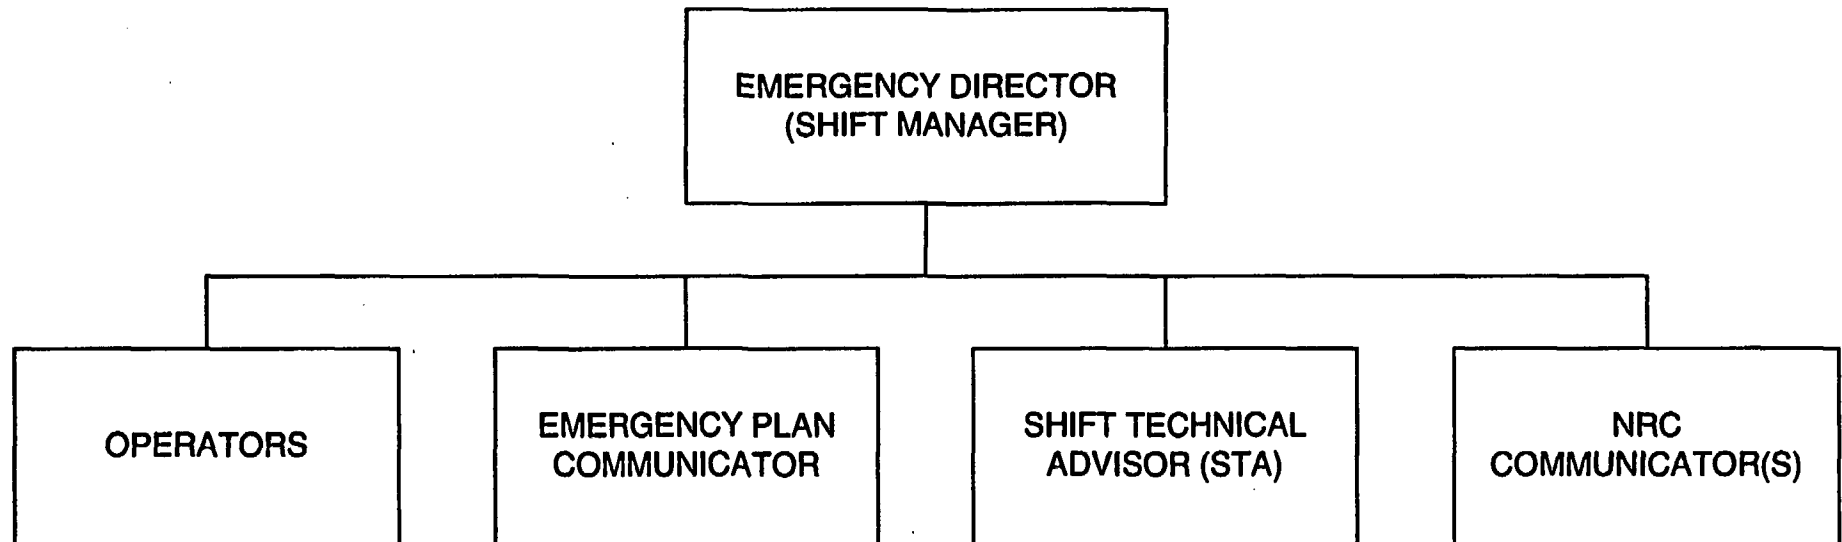 EMERGENCY DIRECTOR
(SHIFT MANAGER)
OPERATORS
EMERGENCY PLAN
COMMUNICATOR
SHIFT TECHNICAL
ADVISOR (STA)
NRC
COMMUNICATOR(S)